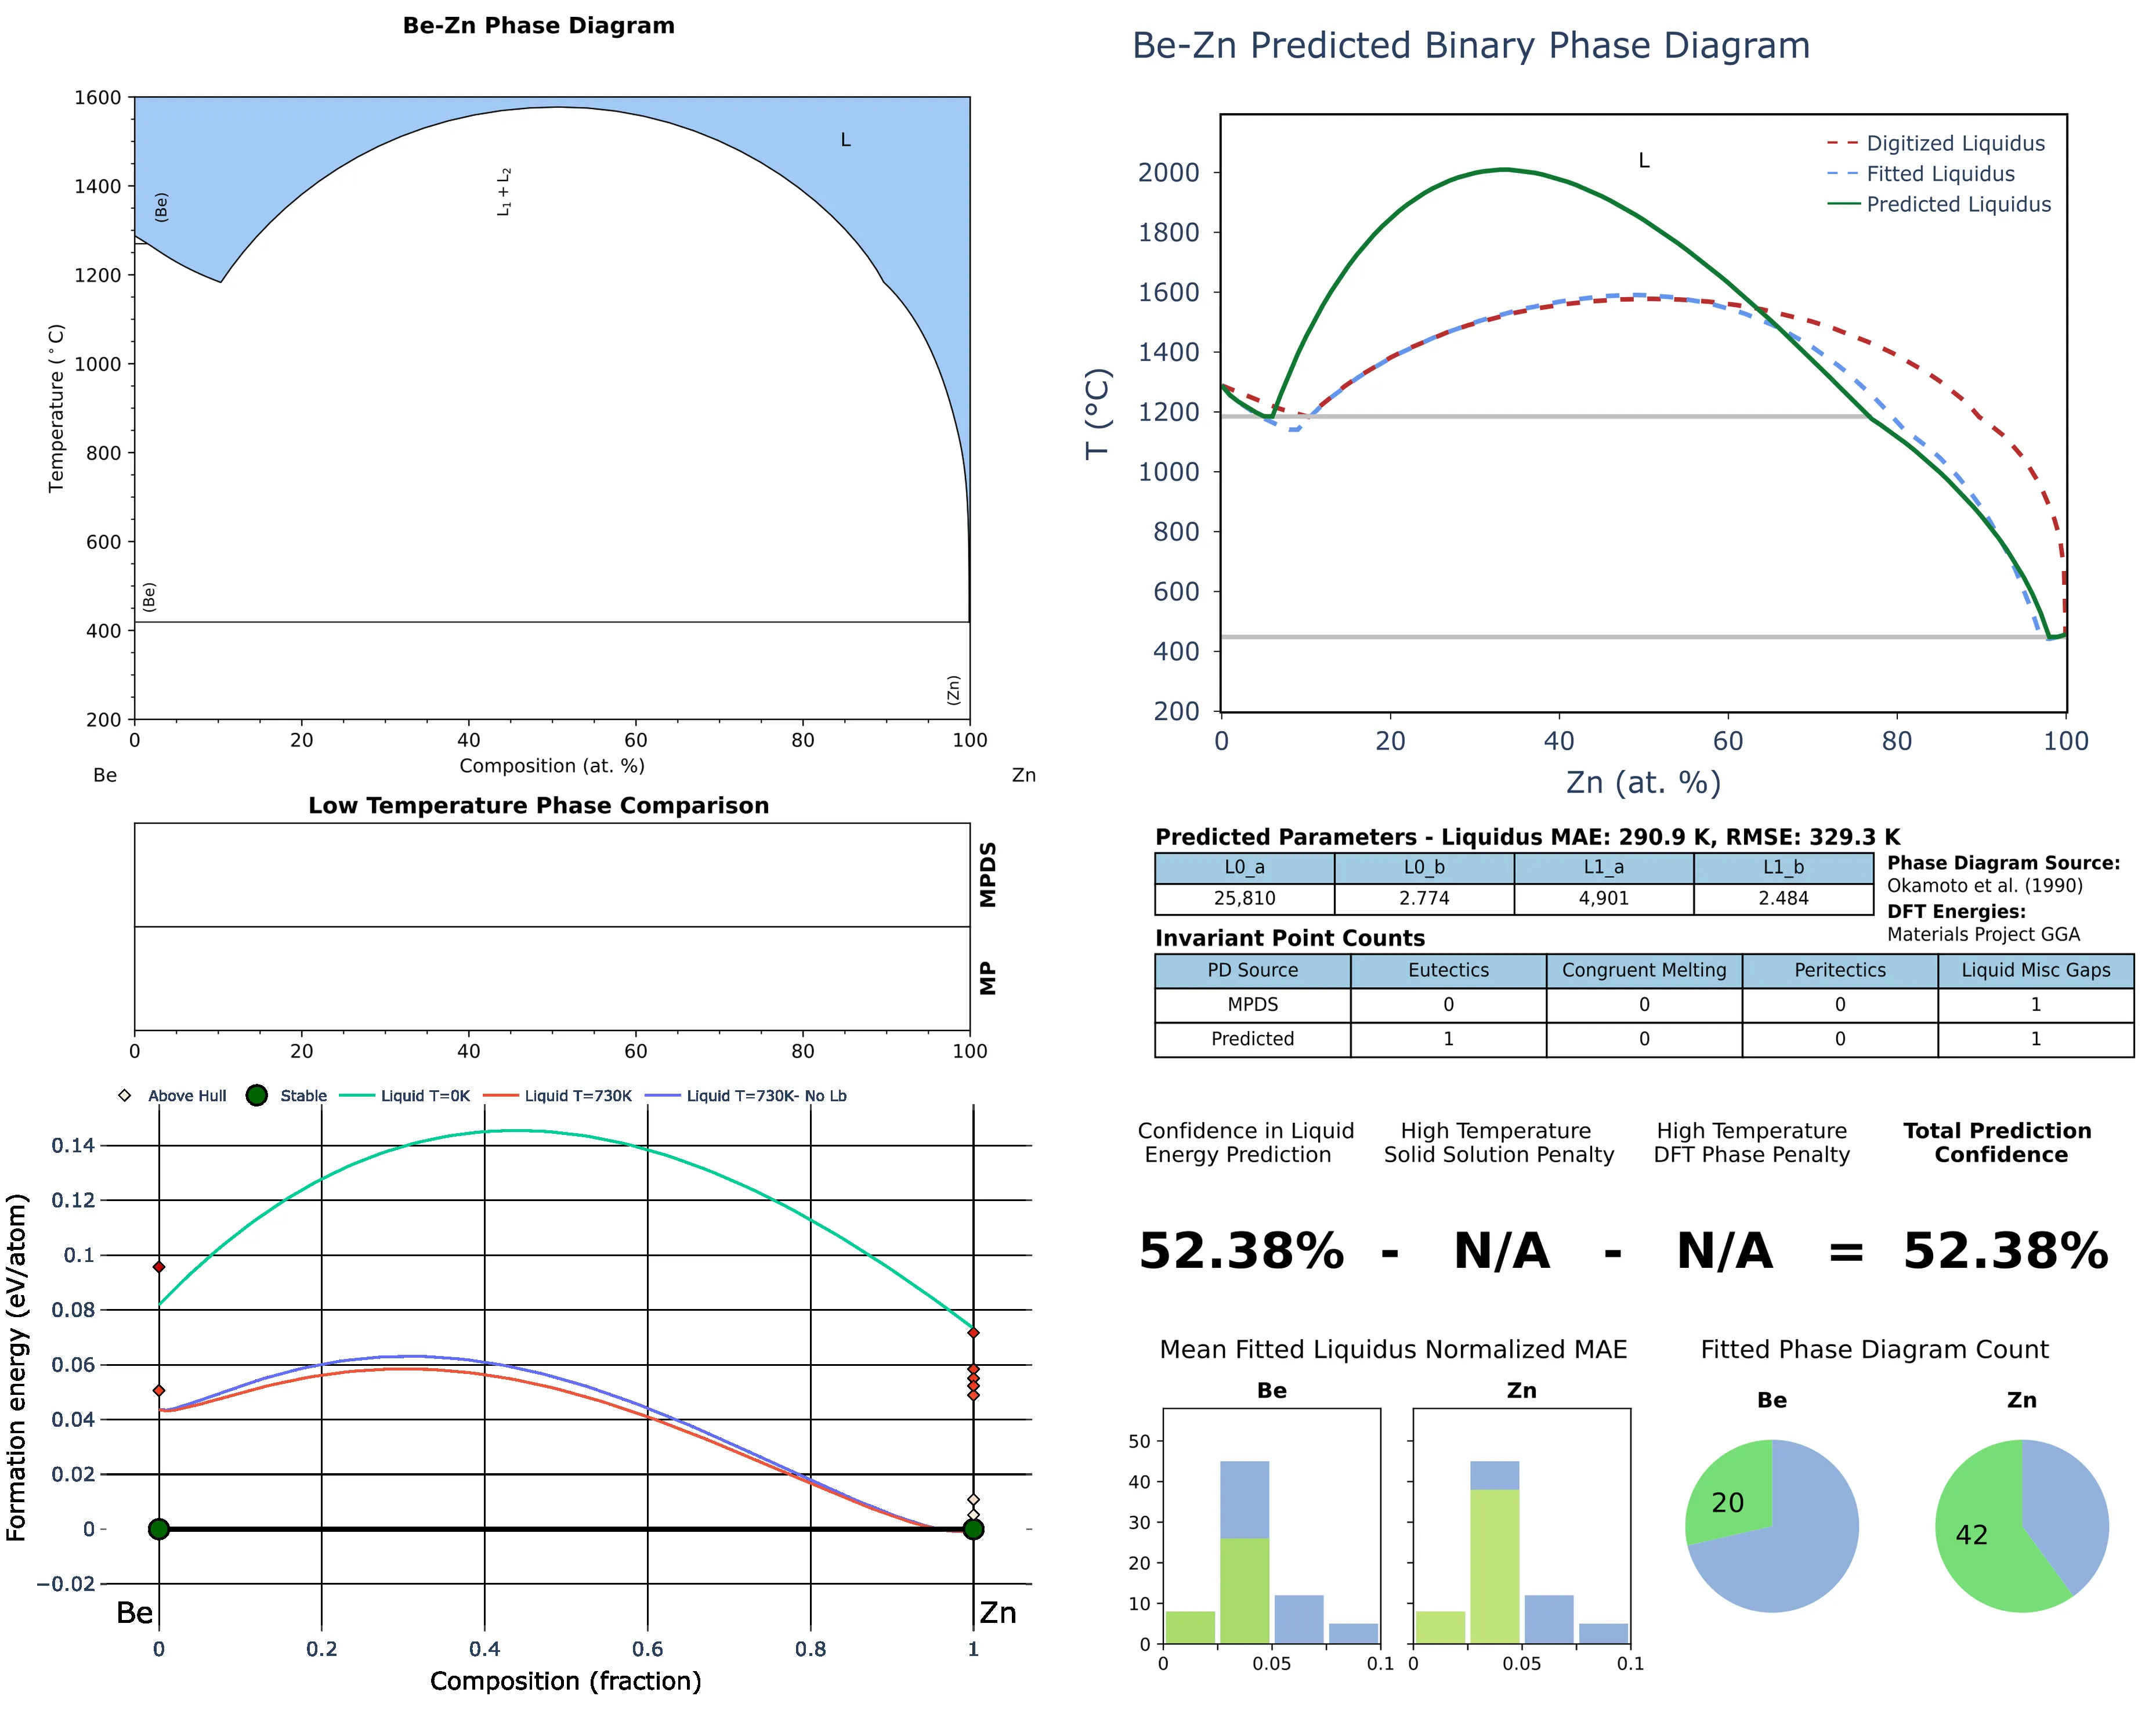 Be-Zn Phase Diagram
1600
1400
1200
1000
800
600
400
200
Temperature (°C)
(Be)
(Be)
L₁ + L₂
L
(Zn)
0
20
40
60
80
100
Composition (at. %)
Be
Zn
Be-Zn Predicted Binary Phase Diagram
2000
1800
1600
1400
1200
1000
800
600
400
200
T (°C)
L
Digitized Liquidus
Fitted Liquidus
Predicted Liquidus
0
20
40
60
80
100
Zn (at. %)
Low Temperature Phase Comparison
MPDS
MP
0
20
40
60
80
100
Predicted Parameters - Liquidus MAE: 290.9 K, RMSE: 329.3 K
L0_a L0_b L1_a L1_b
25,810 2.774 4,901 2.484
Phase Diagram Source:
Okamoto et al. (1990)
DFT Energies:
Materials Project GGA
Invariant Point Counts
PD Source Eutectics Congruent Melting Peritectics Liquid Misc Gaps
MPDS 0 0 0 1
Predicted 1 0 0 1
Above Hull Stable Liquid T=0K Liquid T=730K Liquid T=730K- No Lb
0.14
0.12
0.1
0.08
0.06
0.04
0.02
0
−0.02
Formation energy (eV/atom)
Be
Zn
0
0.2
0.4
0.6
0.8
1
Composition (fraction)
Confidence in Liquid
Energy Prediction
High Temperature
Solid Solution Penalty
High Temperature
DFT Phase Penalty
Total Prediction
Confidence
52.38% - N/A - N/A = 52.38%
Mean Fitted Liquidus Normalized MAE
Be
Zn
50
40
30
20
10
0
0
0.05
0.1
0
0.05
0.1
Fitted Phase Diagram Count
Be
20
Zn
42